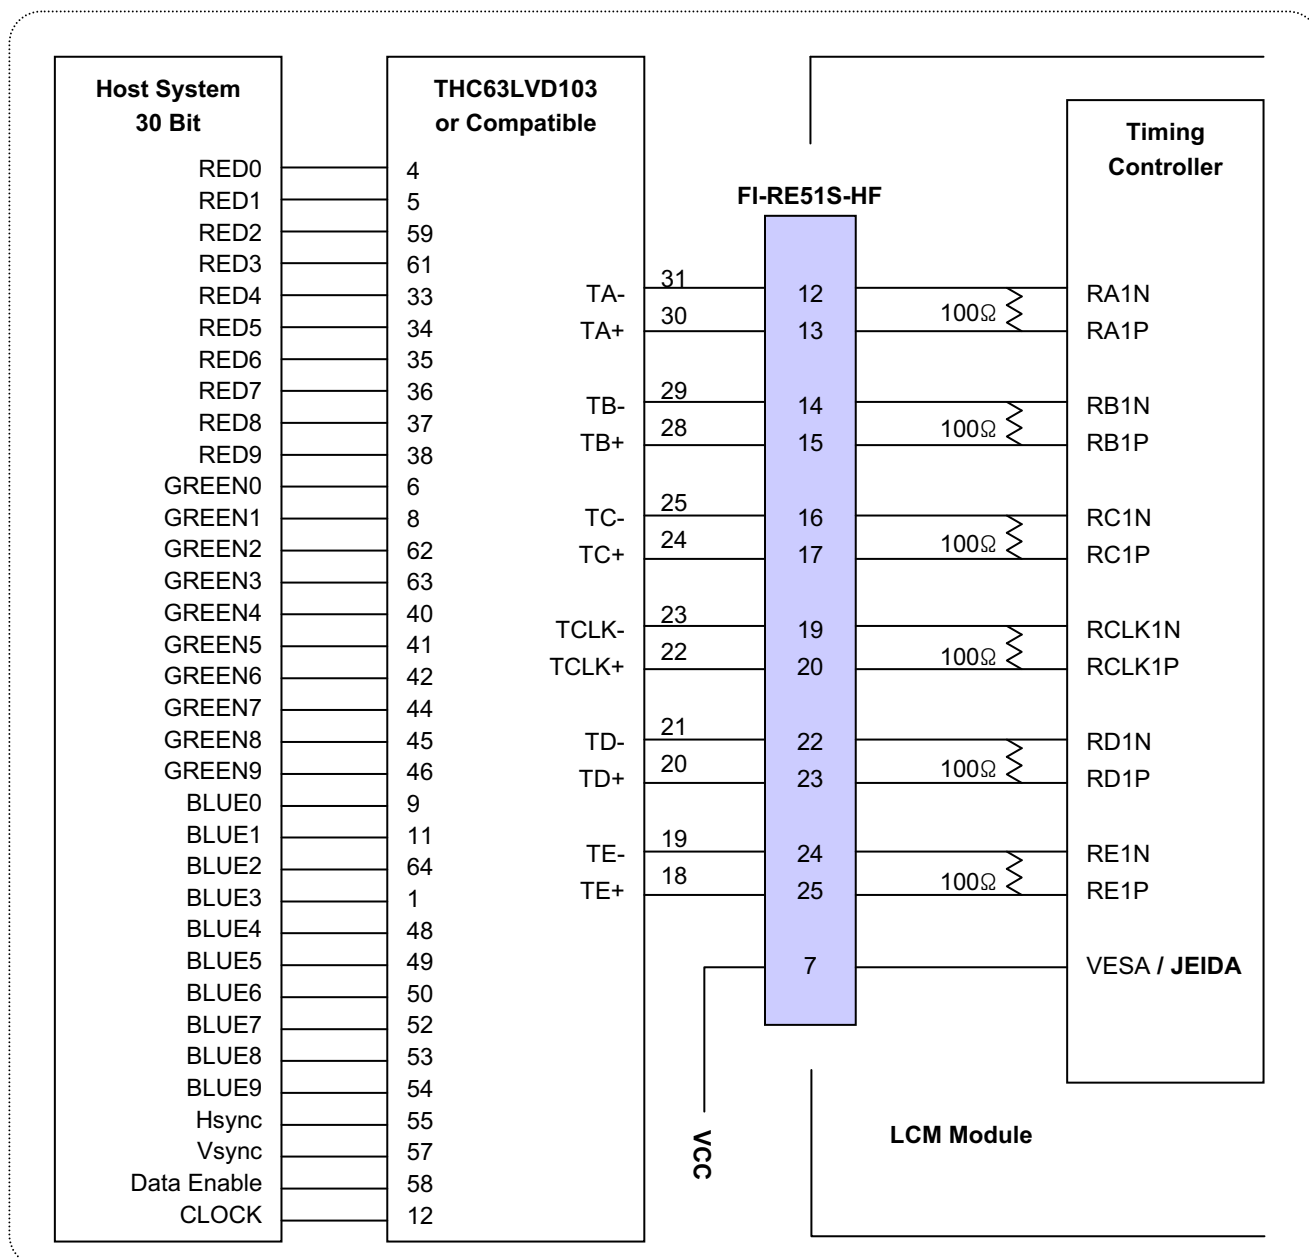 Host System
30 Bit
RED0
RED1
RED2
RED3
RED4
RED5
RED6
RED7
RED8
RED9
GREEN0
GREEN1
GREEN2
GREEN3
GREEN4
GREEN5
GREEN6
GREEN7
GREEN8
GREEN9
BLUE0
BLUE1
BLUE2
BLUE3
BLUE4
BLUE5
BLUE6
BLUE7
BLUE8
BLUE9
Hsync
Vsync
Data Enable
CLOCK
THC63LVD103
or Compatible
4
5
59
61
33
34
35
36
37
38
6
8
62
63
40
41
42
44
45
46
9
11
64
1
48
49
50
52
53
54
55
57
58
12
TA- 31
TA+ 30
TB- 29
TB+ 28
TC- 25
TC+ 24
TCLK- 23
TCLK+ 22
TD- 21
TD+ 20
TE- 19
TE+ 18
VCC
FI-RE51S-HF
12
13
14
15
16
17
19
20
22
23
24
25
7
100Ω
100Ω
100Ω
100Ω
100Ω
100Ω
Timing
Controller
RA1N
RA1P
RB1N
RB1P
RC1N
RC1P
RCLK1N
RCLK1P
RD1N
RD1P
RE1N
RE1P
VESA / JEIDA
LCM Module